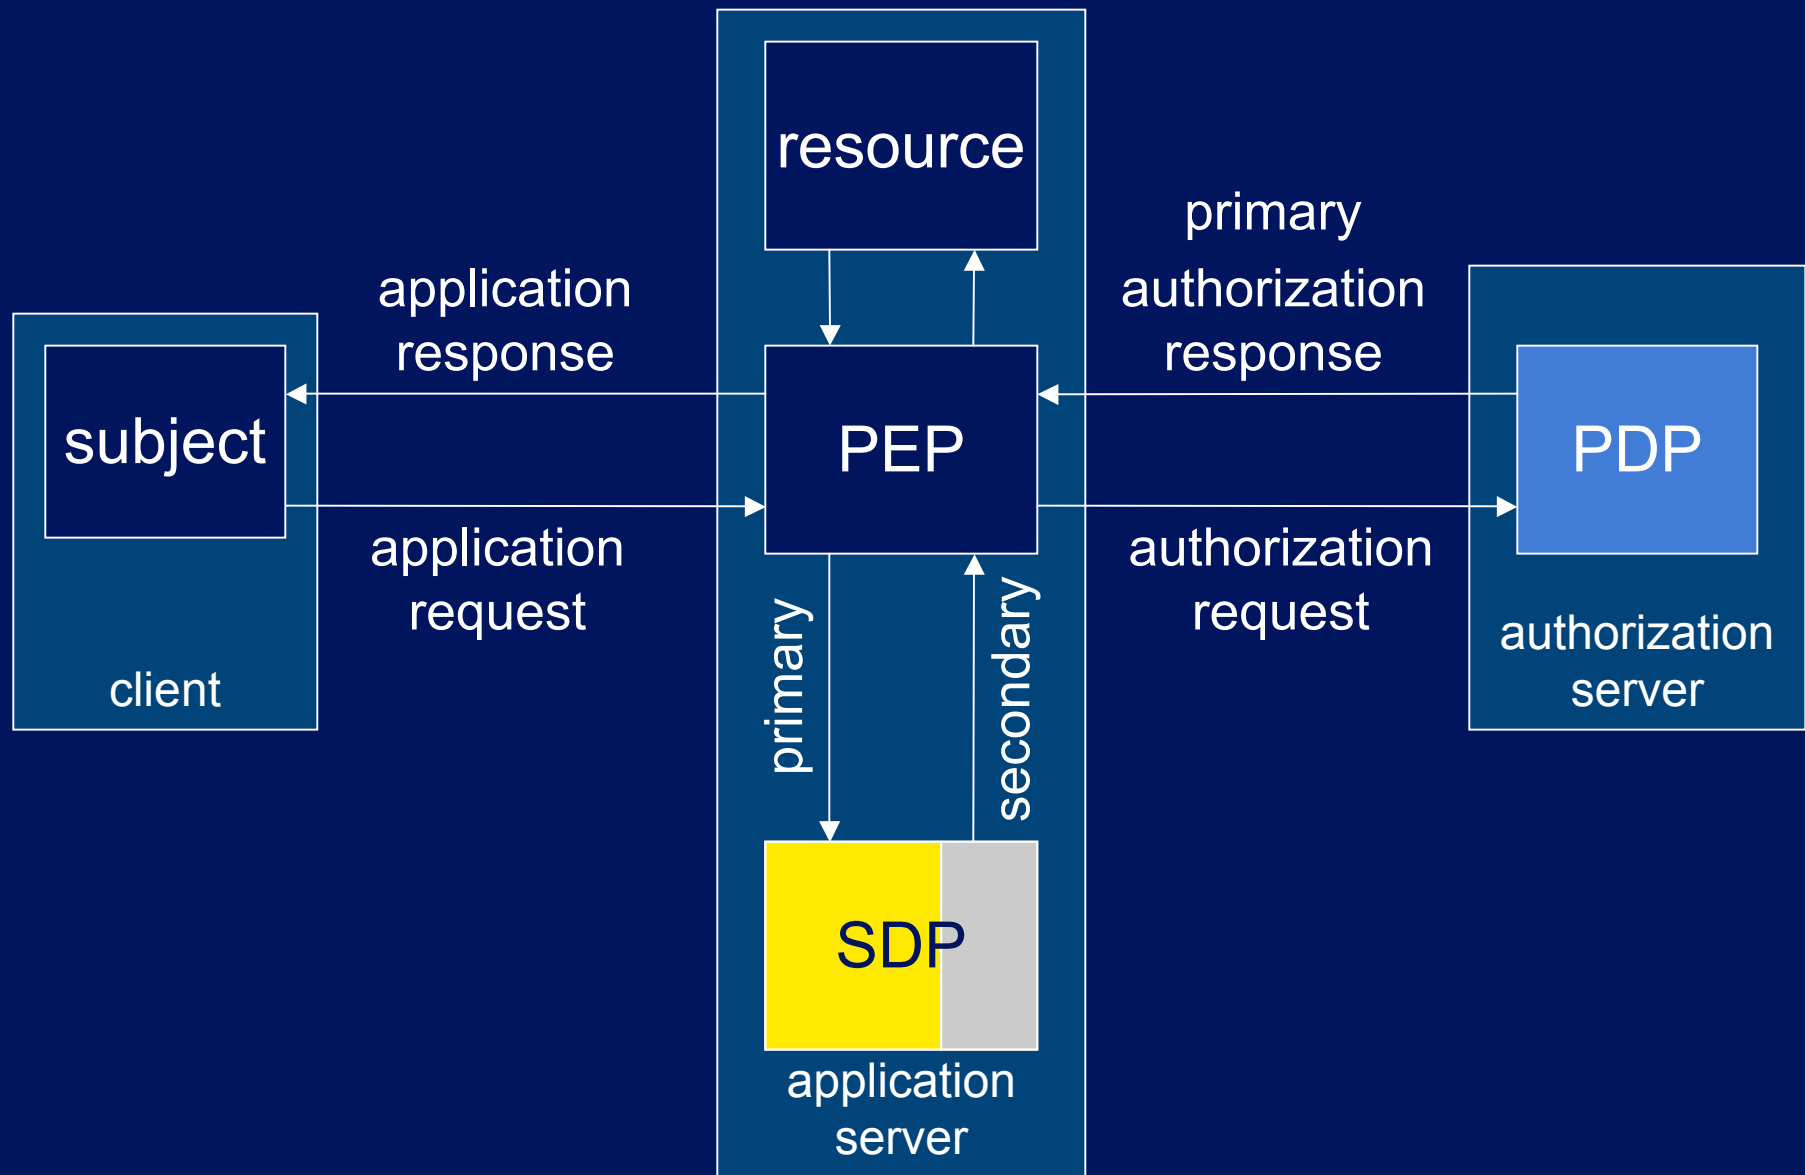 resource
primary
authorization
response
application
response
subject
PEP
PDP
application
request
authorization
request
primary
secondary
authorization
server
client
SDP
application
server